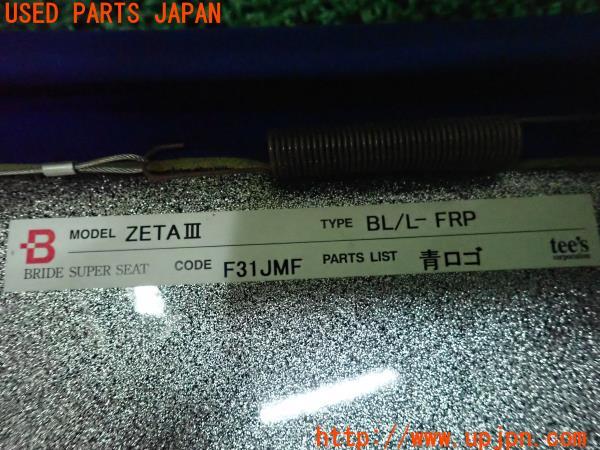 USED PARTS JAPAN
B MODEL ZETAⅢ TYPE BL/L-FRP
BRIDE SUPER SEAT CODE F31JMF PARTS LIST 青ロゴ
tee's
corporation
http://www.upjpn.com